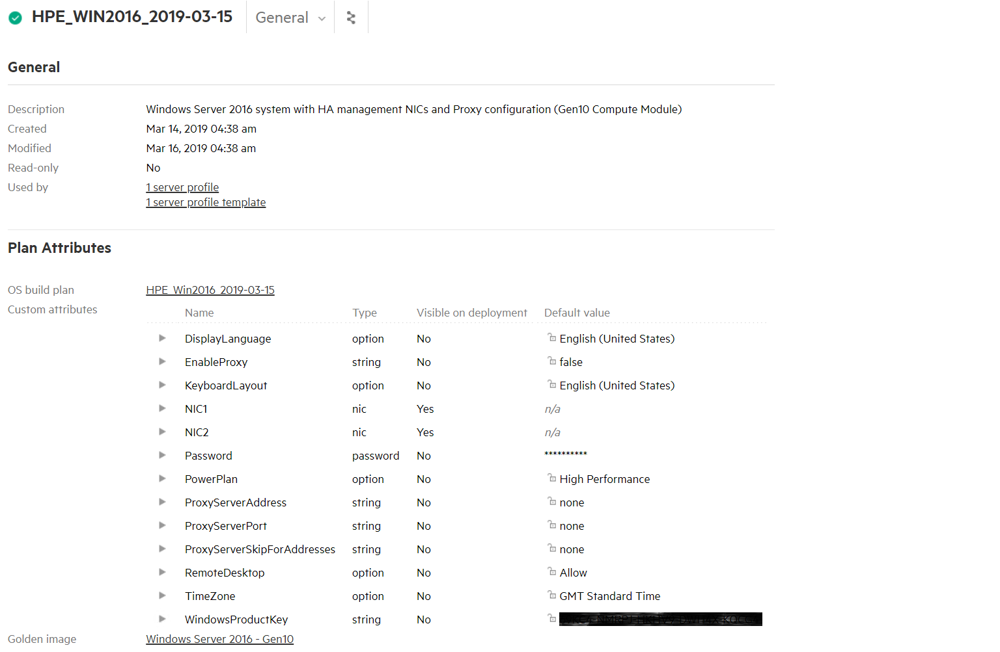 HPE_WIN2016_2019-03-15 General
General
Description Windows Server 2016 system with HA management NICs and Proxy configuration (Gen10 Compute Module)
Created Mar 14, 2019 04:38 am
Modified Mar 16, 2019 04:38 am
Read-only No
Used by 1 server profile
1 server profile template
Plan Attributes
OS build plan HPE_Win2016_2019-03-15
Custom attributes
Name Type Visible on deployment Default value
DisplayLanguage option No English (United States)
EnableProxy string No false
KeyboardLayout option No English (United States)
NIC1 nic Yes n/a
NIC2 nic Yes n/a
Password password No **********
PowerPlan option No High Performance
ProxyServerAddress string No none
ProxyServerPort string No none
ProxyServerSkipForAddresses string No none
RemoteDesktop option No Allow
TimeZone option No GMT Standard Time
WindowsProductKey string No
Golden image Windows Server 2016 - Gen10